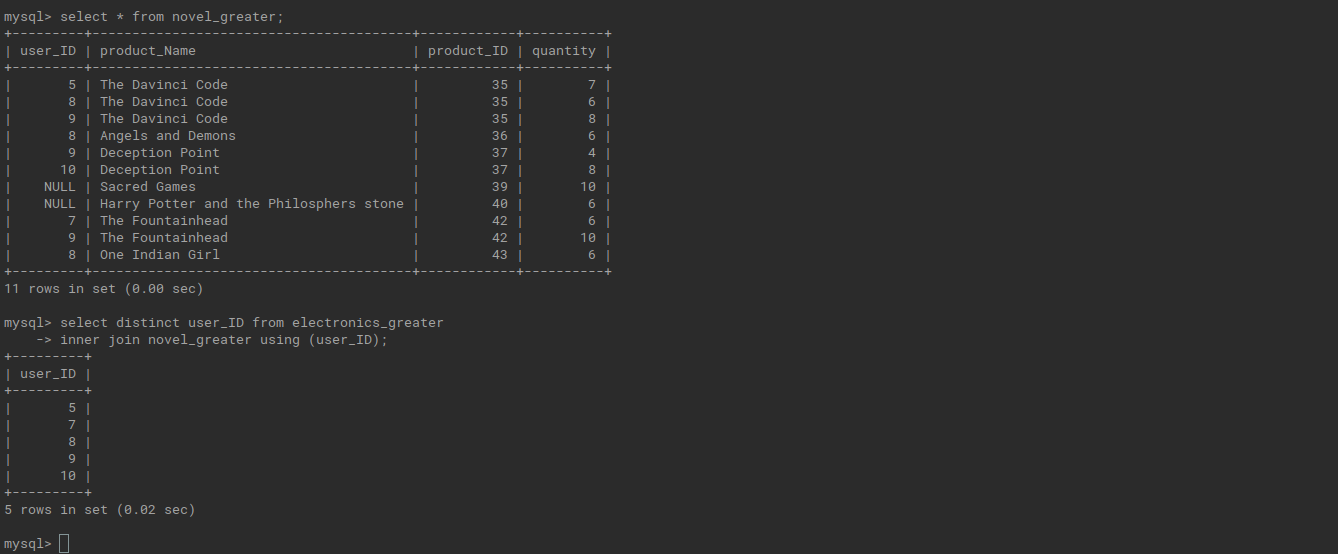 mysql> select * from novel_greater;
+---------+----------------------------------------+------------+----------+
| user_ID | product_Name                           | product_ID | quantity |
+---------+----------------------------------------+------------+----------+
|       5 | The Davinci Code                       |         35 |        7 |
|       8 | The Davinci Code                       |         35 |        6 |
|       9 | The Davinci Code                       |         35 |        8 |
|       8 | Angels and Demons                      |         36 |        6 |
|       9 | Deception Point                        |         37 |        4 |
|      10 | Deception Point                        |         37 |        8 |
|    NULL | Sacred Games                           |         39 |       10 |
|    NULL | Harry Potter and the Philosphers stone |         40 |        6 |
|       7 | The Fountainhead                       |         42 |        6 |
|       9 | The Fountainhead                       |         42 |       10 |
|       8 | One Indian Girl                        |         43 |        6 |
+---------+----------------------------------------+------------+----------+
11 rows in set (0.00 sec)
mysql> select distinct user_ID from electronics_greater
    -> inner join novel_greater using (user_ID);
+---------+
| user_ID |
+---------+
|       5 |
|       7 |
|       8 |
|       9 |
|      10 |
+---------+
5 rows in set (0.02 sec)
mysql>